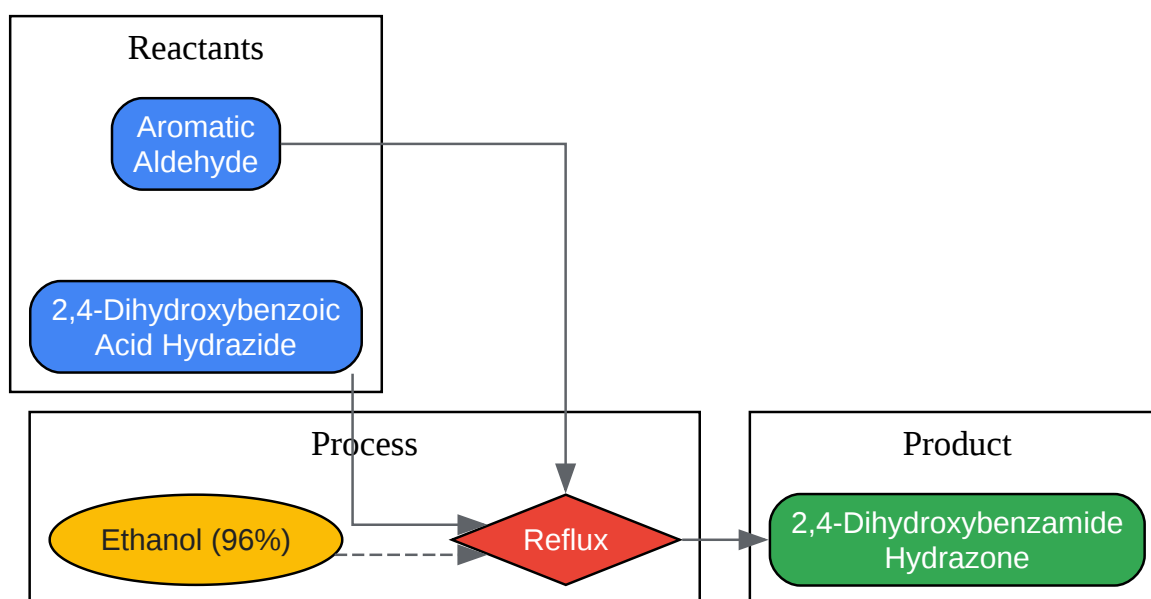 Reactants
Aromatic
Aldehyde
2,4-Dihydroxybenzoic
Acid Hydrazide
Process
Ethanol (96%)
Reflux
Product
2,4-Dihydroxybenzamide
Hydrazone